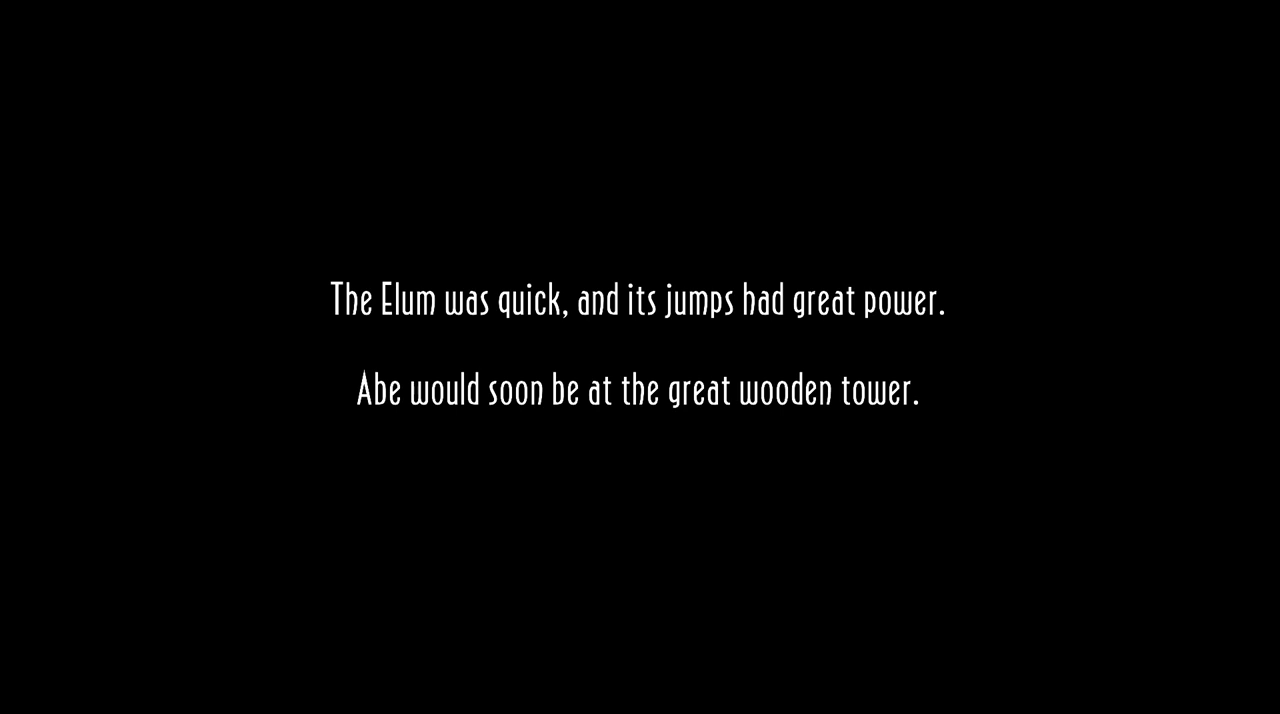 The Elum was quick, and its jumps had great power.
Abe would soon be at the great wooden tower.